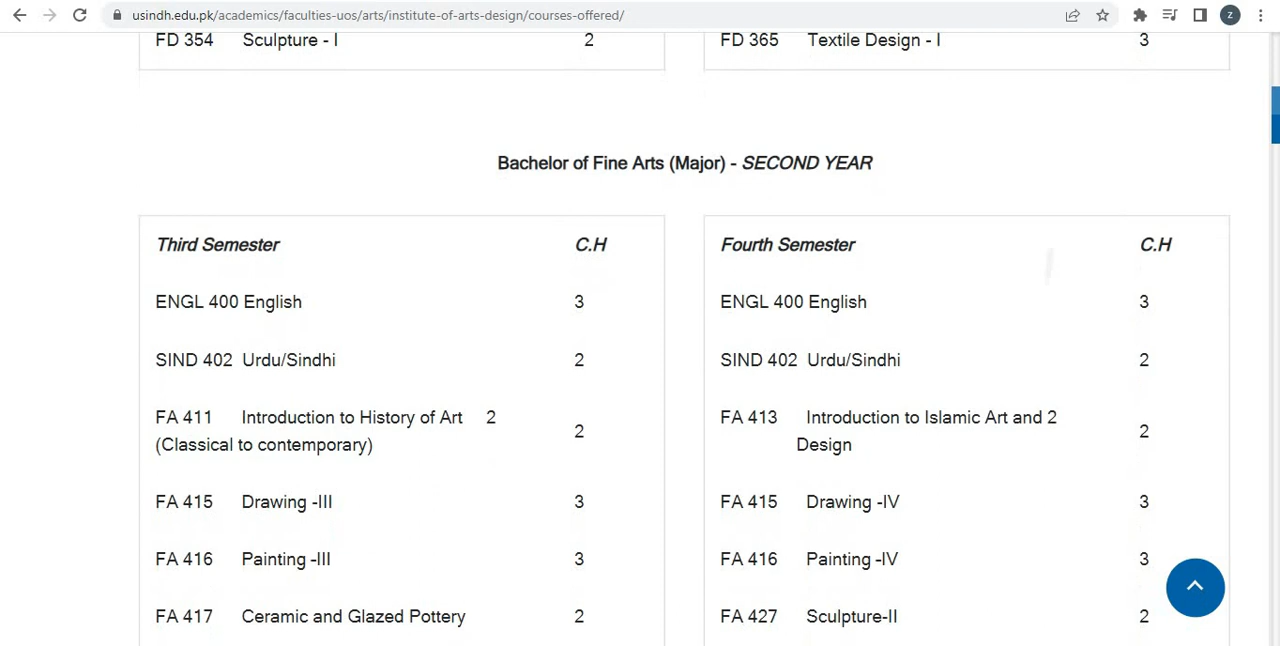 usindh.edu.pk/academics/faculties-uos/arts/institute-of-arts-design/courses-offered/
Z
FD 354 Sculpture - I 2
FD 365 Textile Design - I 3
Bachelor of Fine Arts (Major) - SECOND YEAR
Third Semester C.H
ENGL 400 English 3
SIND 402 Urdu/Sindhi 2
FA 411 Introduction to History of Art 2
(Classical to contemporary) 2
FA 415 Drawing -III 3
FA 416 Painting -III 3
FA 417 Ceramic and Glazed Pottery 2
Fourth Semester C.H
ENGL 400 English 3
SIND 402 Urdu/Sindhi 2
FA 413 Introduction to Islamic Art and 2
Design 2
FA 415 Drawing -IV 3
FA 416 Painting -IV 3
FA 427 Sculpture-II 2